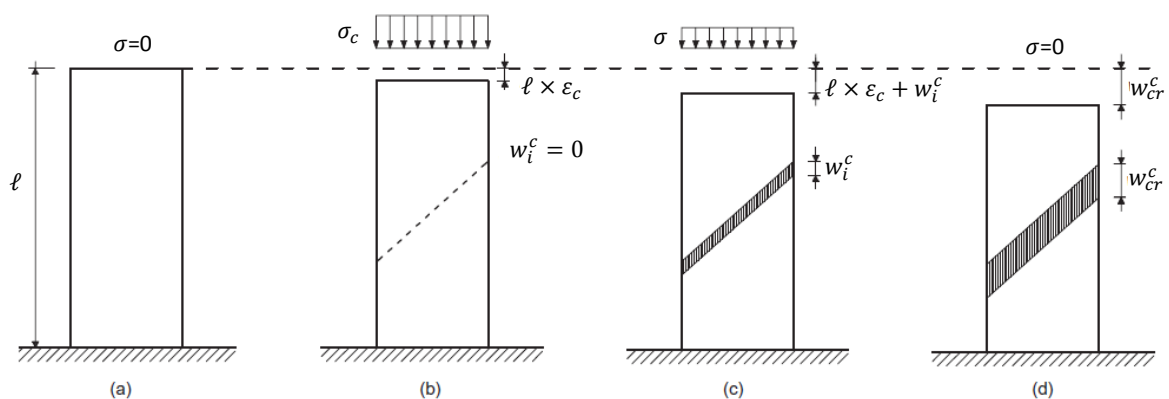 σ=0
ℓ
(a)
σ_c
ℓ × ε_c
w_i^c = 0
(b)
σ
ℓ × ε_c + w_i^c
w_i^c
(c)
σ=0
w_cr^c
w_cr^c
(d)